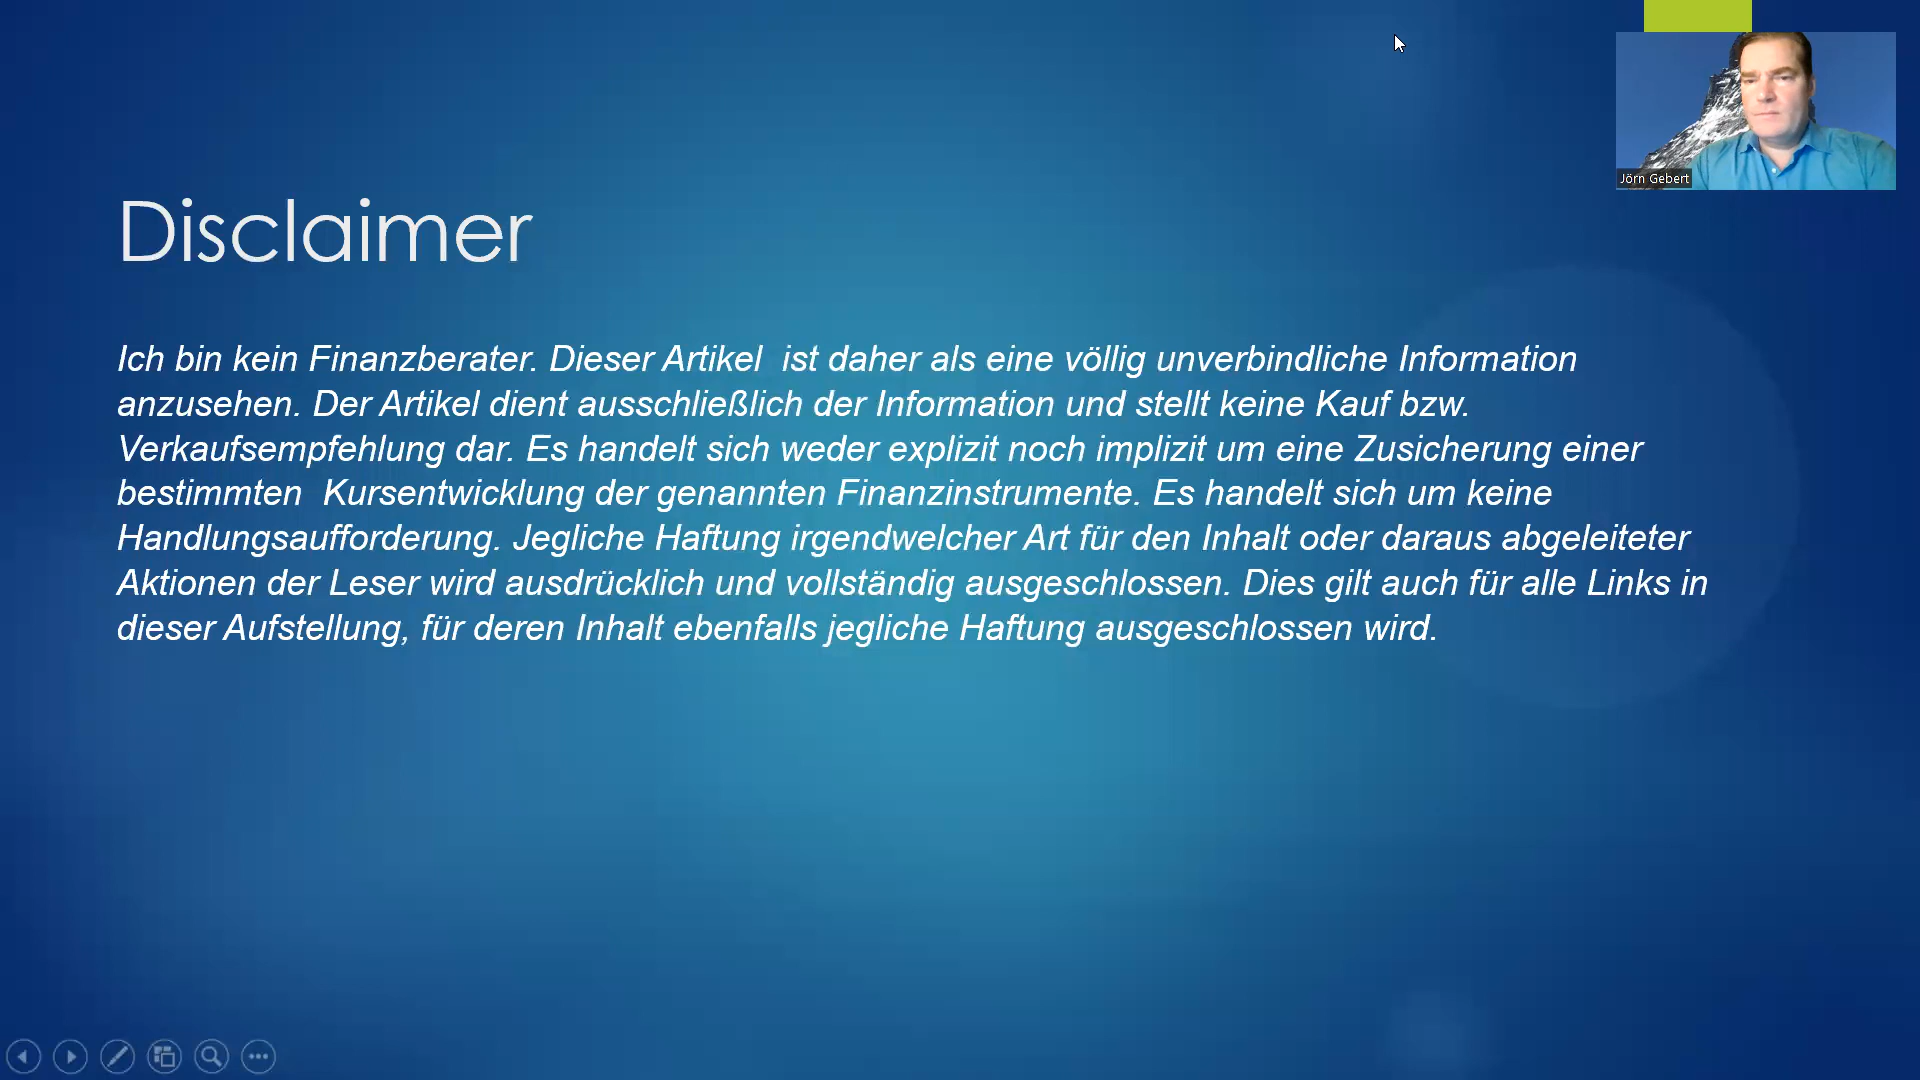 Jörn Gebert
Disclaimer
Ich bin kein Finanzberater. Dieser Artikel  ist daher als eine völlig unverbindliche Information
anzusehen. Der Artikel dient ausschließlich der Information und stellt keine Kauf bzw.
Verkaufsempfehlung dar. Es handelt sich weder explizit noch implizit um eine Zusicherung einer
bestimmten  Kursentwicklung der genannten Finanzinstrumente. Es handelt sich um keine
Handlungsaufforderung. Jegliche Haftung irgendwelcher Art für den Inhalt oder daraus abgeleiteter
Aktionen der Leser wird ausdrücklich und vollständig ausgeschlossen. Dies gilt auch für alle Links in
dieser Aufstellung, für deren Inhalt ebenfalls jegliche Haftung ausgeschlossen wird.